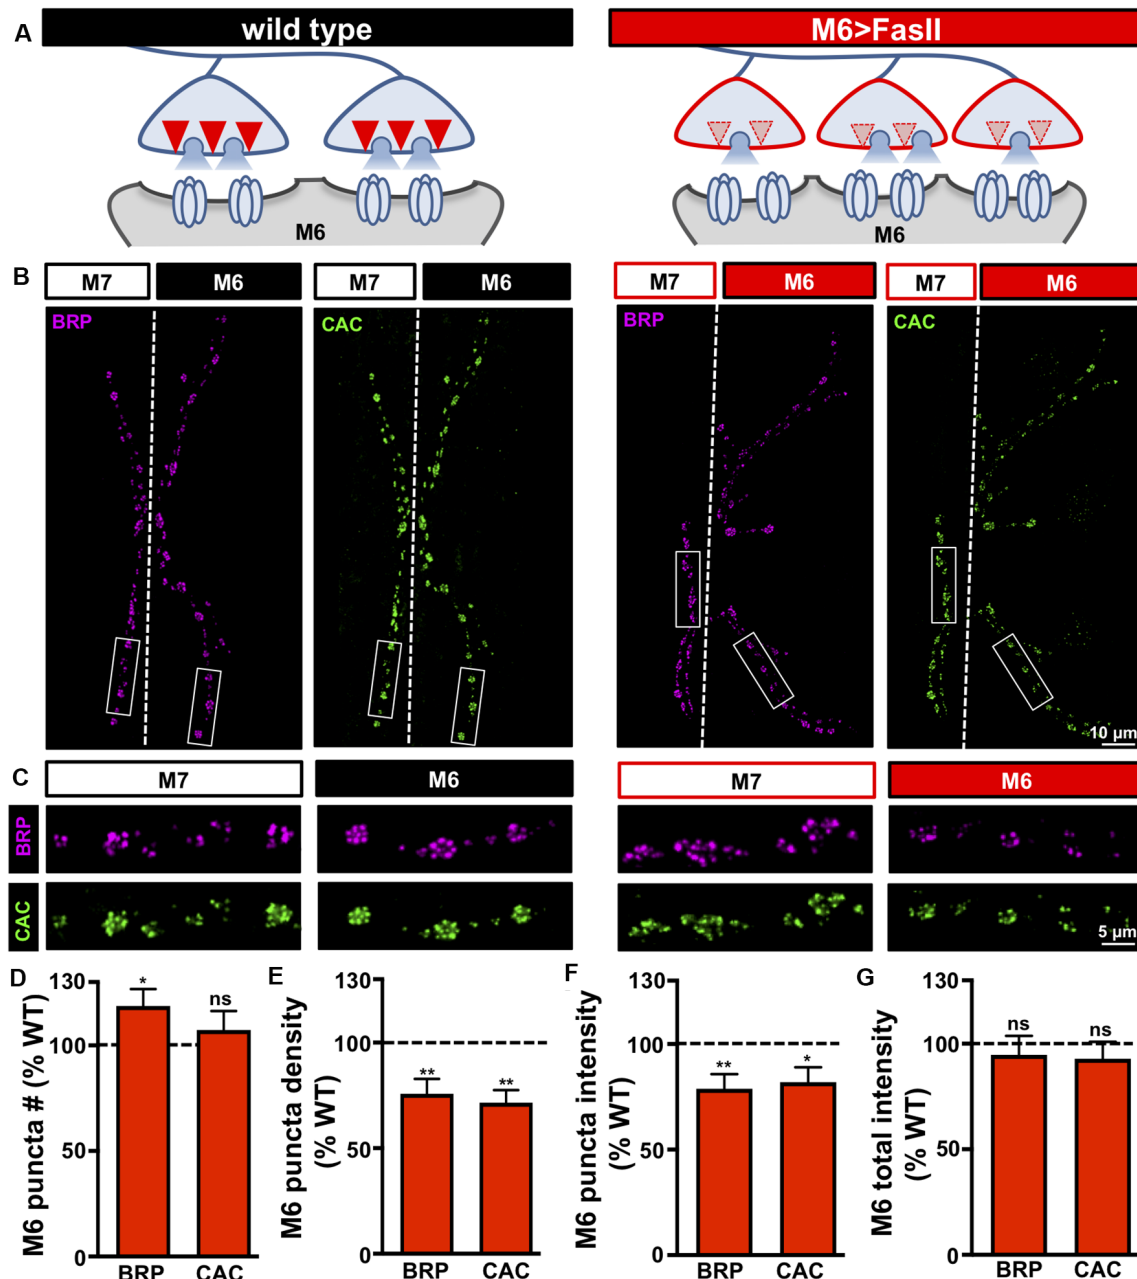 A
wild type
M6>FasII
M6
M6
B
M7
M6
M7
M6
M7
M6
M7
M6
BRP
CAC
BRP
CAC
10 µm
C
M7
M6
M7
M6
BRP
CAC
5 µm
D
M6 puncta # (% WT)
130
100
50
0
*
ns
BRP
CAC
E
M6 puncta density
(% WT)
130
100
50
0
**
**
BRP
CAC
F
M6 puncta intensity
(% WT)
130
100
50
0
**
*
BRP
CAC
G
M6 total intensity
(% WT)
130
100
50
0
ns
ns
BRP
CAC